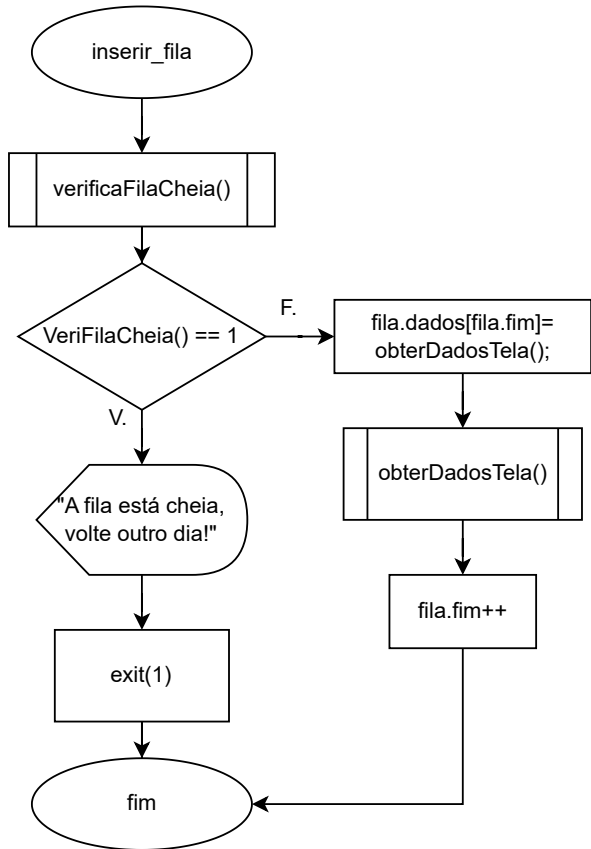 inserir_fila
verificaFilaCheia()
VeriFilaCheia() == 1
F.
fila.dados[fila.fim]=
obterDadosTela();
V.
obterDadosTela()
"A fila está cheia,
volte outro dia!"
fila.fim++
exit(1)
fim